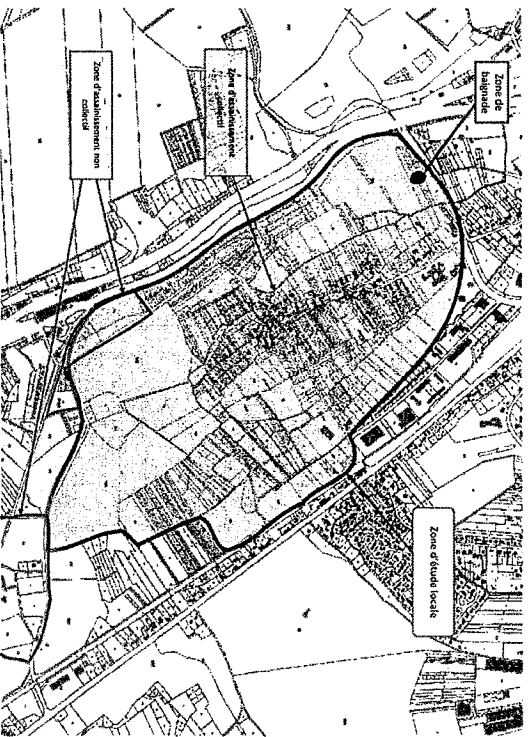 Zone de
baignade
Zone d'assainissement
collectif
Zone d'assainissement non
collectif
Zone d'étude locale